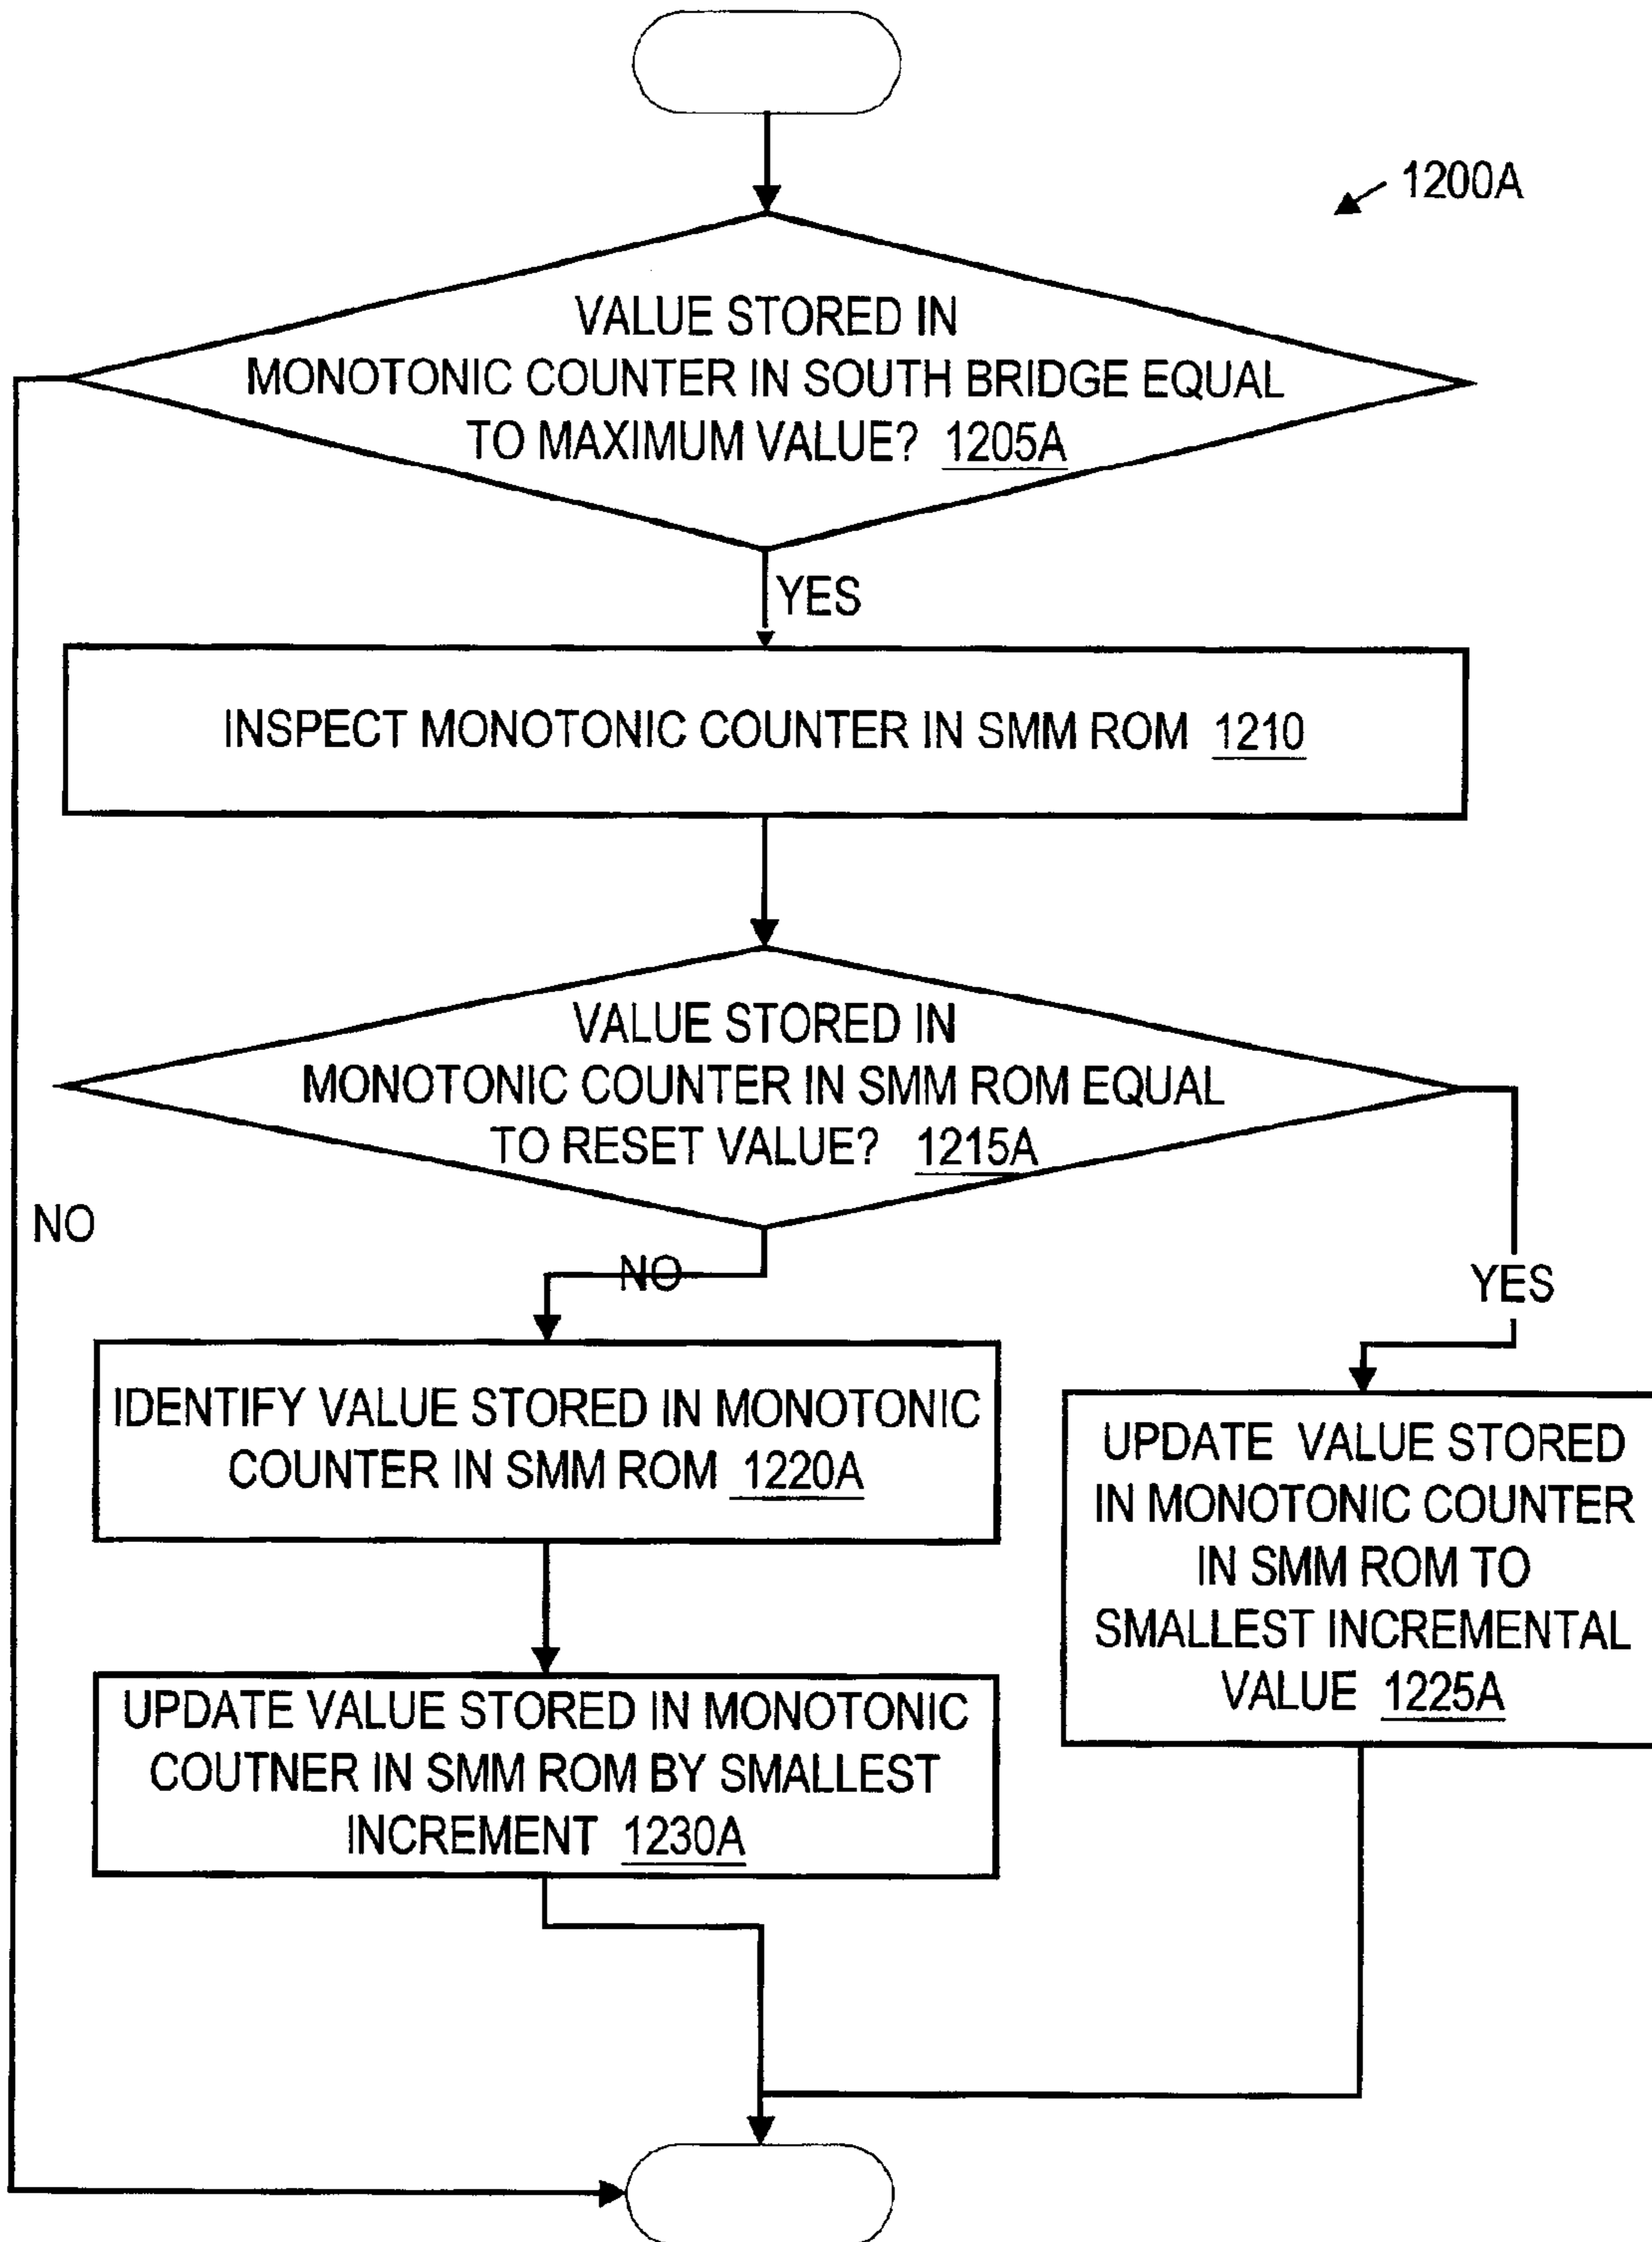 1200A
VALUE STORED IN
MONOTONIC COUNTER IN SOUTH BRIDGE EQUAL
TO MAXIMUM VALUE? 1205A
YES
INSPECT MONOTONIC COUNTER IN SMM ROM 1210
VALUE STORED IN
MONOTONIC COUNTER IN SMM ROM EQUAL
TO RESET VALUE? 1215A
NO
NO
YES
IDENTIFY VALUE STORED IN MONOTONIC
COUNTER IN SMM ROM 1220A
UPDATE VALUE STORED
IN MONOTONIC COUNTER
IN SMM ROM TO
SMALLEST INCREMENTAL
VALUE 1225A
UPDATE VALUE STORED IN MONOTONIC
COUTNER IN SMM ROM BY SMALLEST
INCREMENT 1230A